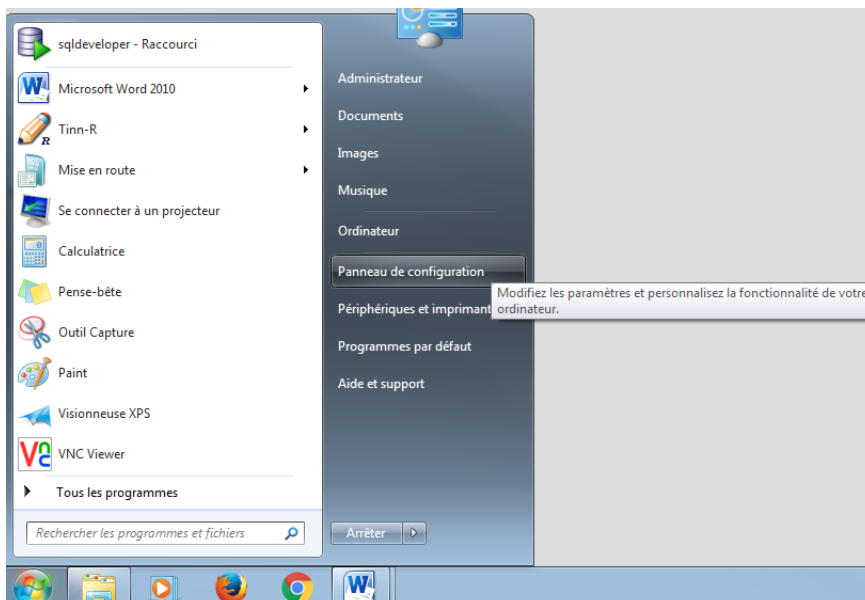 sqldeveloper - Raccourci
Microsoft Word 2010
Tinn-R
Mise en route
Se connecter à un projecteur
Calculatrice
Pense-bête
Outil Capture
Paint
Visionneuse XPS
VNC Viewer
Tous les programmes
Rechercher les programmes et fichiers
Administrateur
Documents
Images
Musique
Ordinateur
Panneau de configuration
Modifiez les paramètres et personnalisez la fonctionnalité de votre
ordinateur.
Périphériques et imprimant
Programmes par défaut
Aide et support
Arrêter